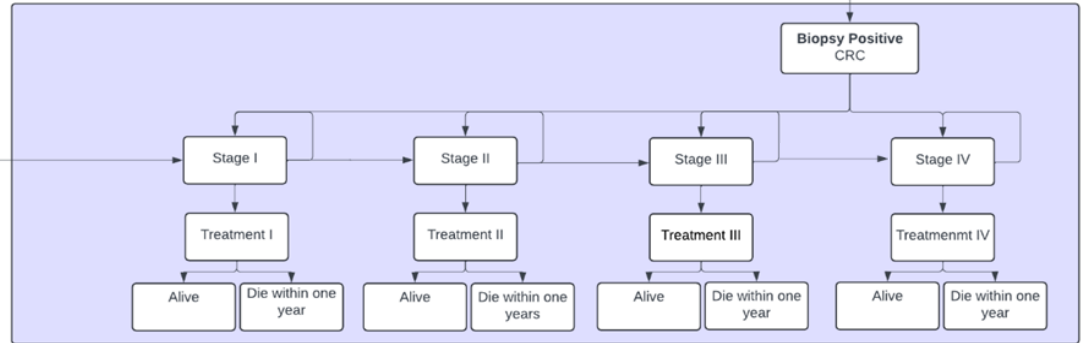 Biopsy Positive
CRC
Stage I
Stage II
Stage III
Stage IV
Treatment I
Treatment II
Treatment III
Treatmenmt IV
Alive
Die within one
year
Alive
Die within one
years
Alive
Die within one
year
Alive
Die within one
year